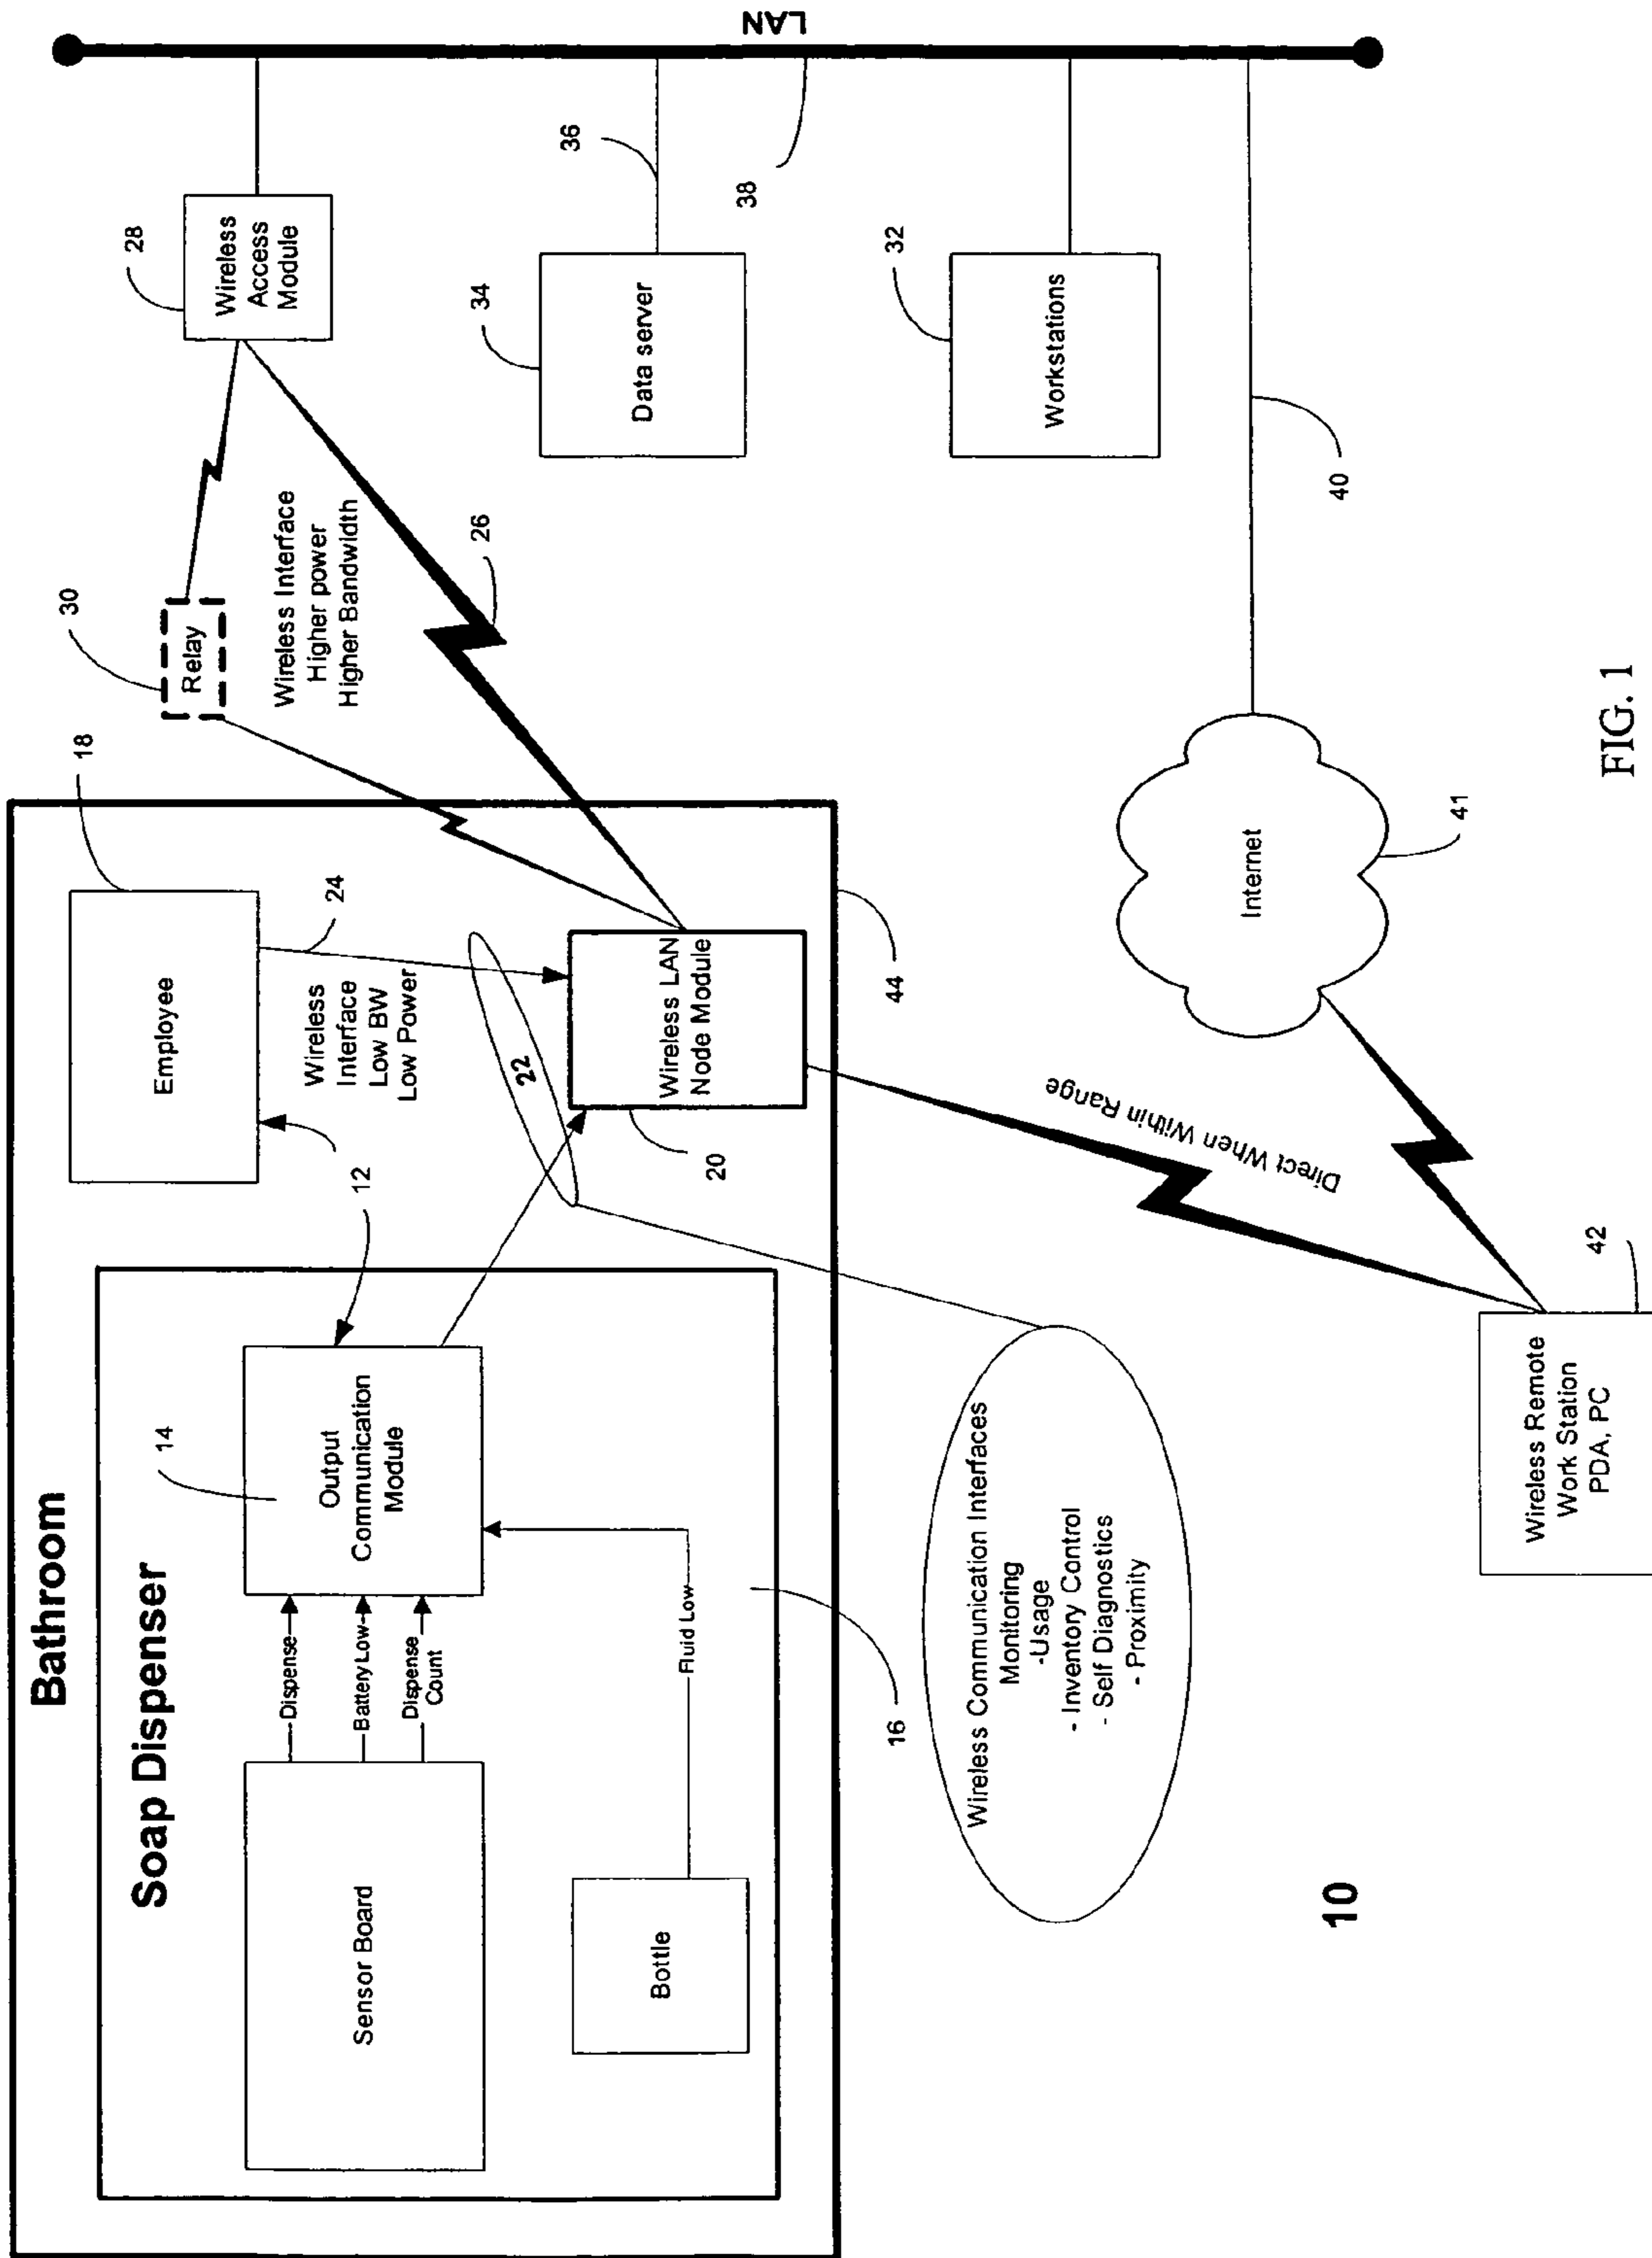 Bathroom
Soap Dispenser
Sensor Board
Dispense
Battery Low
Dispense
Count
14
Output
Communication
Module
Bottle
Fluid Low
16
12
18
Employee
24
Wireless
Interface
Low BW
Low Power
22
Wireless LAN
Node Module
20
44
30
Relay
Wireless Interface
Higher power
Higher Bandwidth
26
28
Wireless
Access
Module
LAN
34
Data server
36
38
32
Workstations
40
Internet
41
Direct When Within Range
Wireless Communication Interfaces
Monitoring
-Usage
- Inventory Control
- Self Diagnostics
- Proximity
Wireless Remote
Work Station
PDA, PC
42
10
FIG. 1